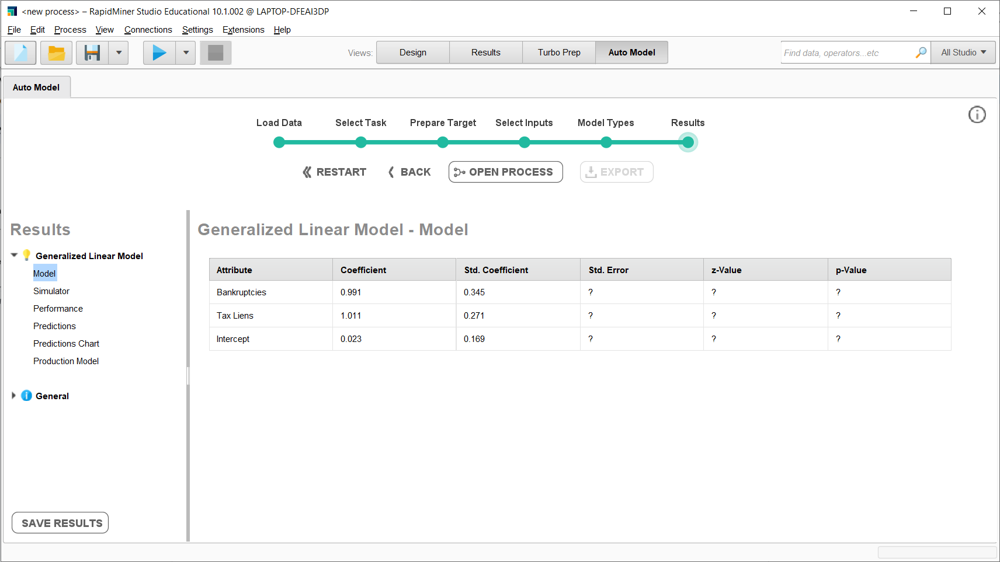 <new process> – RapidMiner Studio Educational 10.1.002 @ LAPTOP-DFEAI3DP
File Edit Process View Connections Settings Extensions Help
Views: Design Results Turbo Prep Auto Model
Find data, operators...etc All Studio
Auto Model
Load Data Select Task Prepare Target Select Inputs Model Types Results
RESTART BACK OPEN PROCESS EXPORT
Results
Generalized Linear Model
Model
Simulator
Performance
Predictions
Predictions Chart
Production Model
General
SAVE RESULTS
Generalized Linear Model - Model
Attribute Coefficient Std. Coefficient Std. Error z-Value p-Value
Bankruptcies 0.991 0.345 ? ? ?
Tax Liens 1.011 0.271 ? ? ?
Intercept 0.023 0.169 ? ? ?